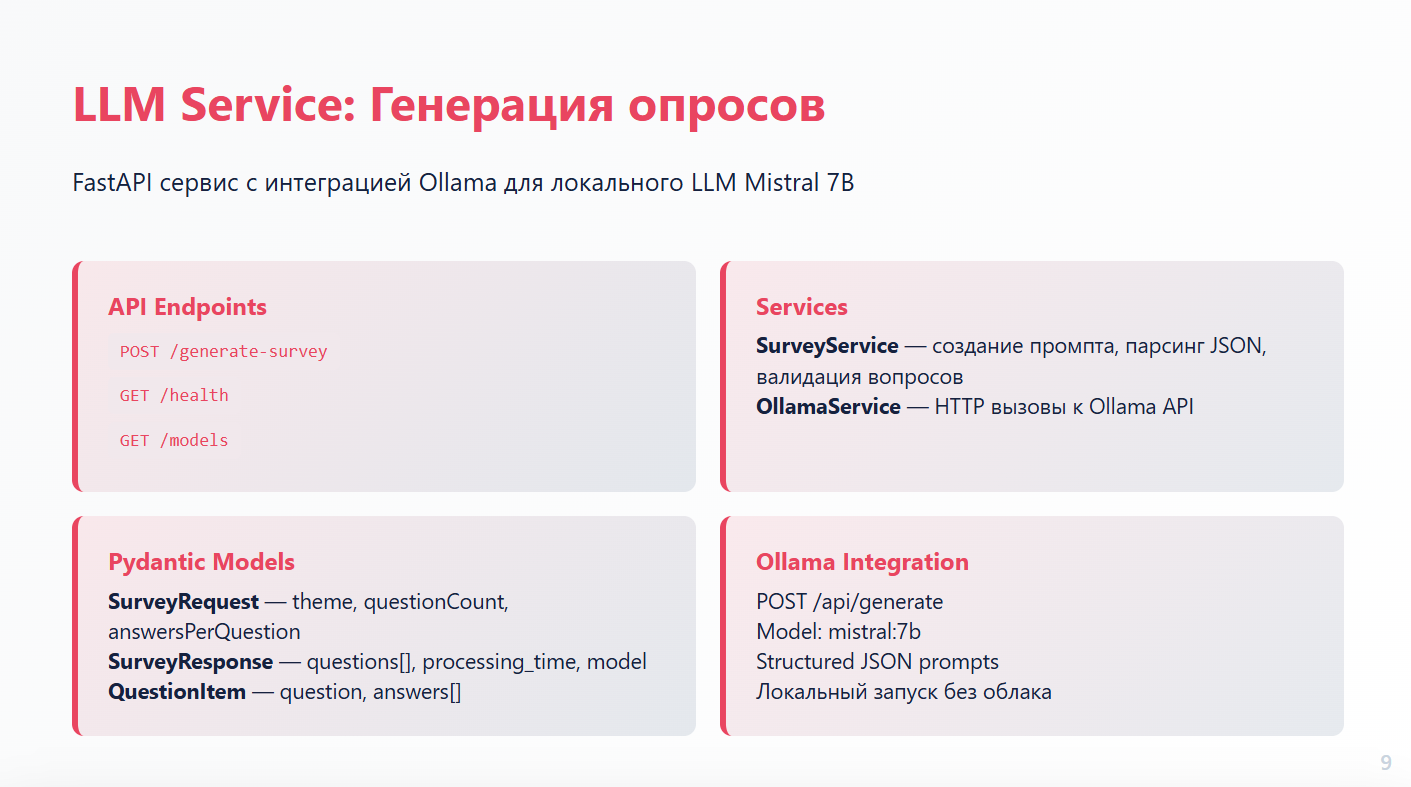 LLM Service: Генерация опросов
FastAPI сервис с интеграцией Ollama для локального LLM Mistral 7B
API Endpoints
POST /generate-survey
GET /health
GET /models
Services
SurveyService — создание промпта, парсинг JSON,
валидация вопросов
OllamaService — HTTP вызовы к Ollama API
Pydantic Models
SurveyRequest — theme, questionCount,
answersPerQuestion
SurveyResponse — questions[], processing_time, model
QuestionItem — question, answers[]
Ollama Integration
POST /api/generate
Model: mistral:7b
Structured JSON prompts
Локальный запуск без облака
9